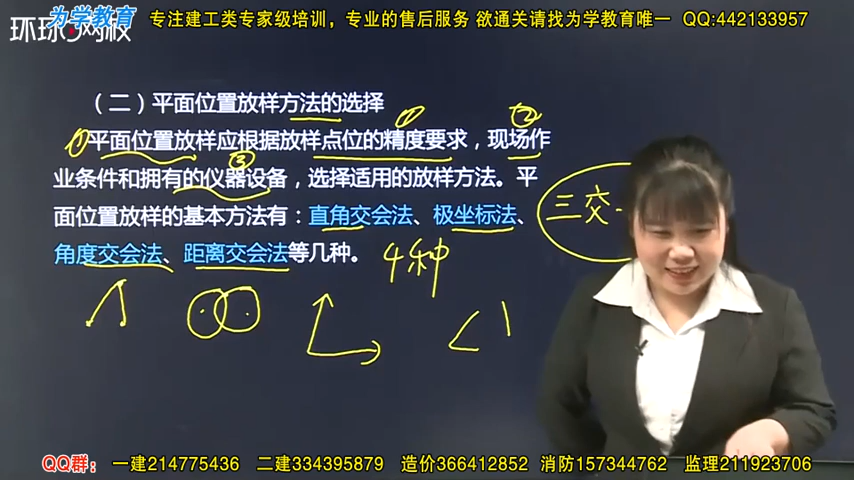 为学教育 专注建工类专家级培训，专业的售后服务 欲通关请找为学教育唯一 QQ:442133957
环球网校
（二）平面位置放样方法的选择
① ②
①平面位置放样应根据放样点位的精度要求，现场作
③
业条件和拥有的仪器设备，选择适用的放样方法。平
面位置放样的基本方法有：直角交会法、极坐标法、
三交一
角度交会法、距离交会法等几种。 4种
QQ群： 一建214775436 二建334395879 造价366412852 消防157344762 监理211923706